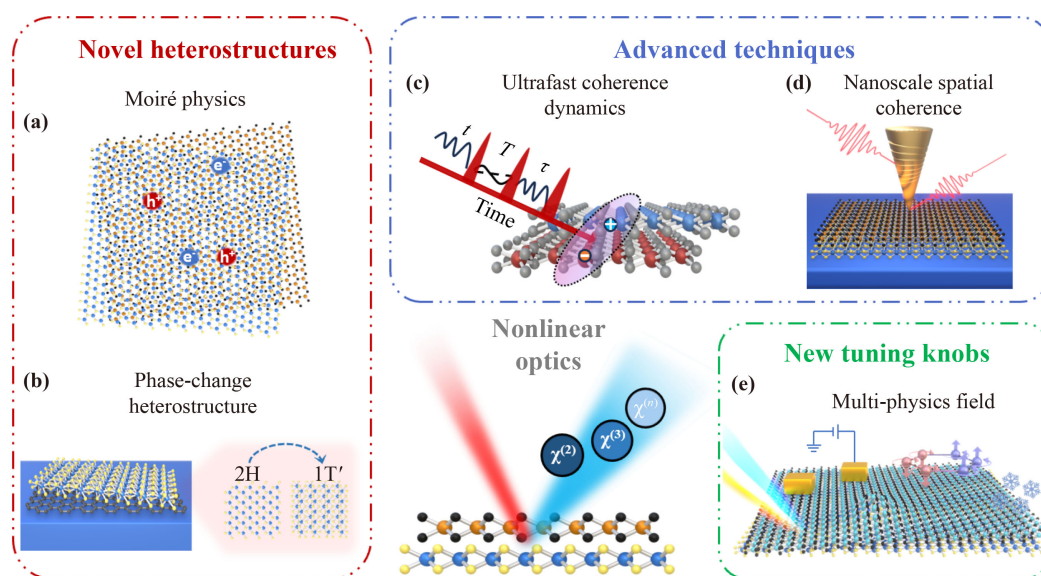 Novel heterostructures
Moiré physics
(a)
e⁻
h⁺
e⁻
h⁺
(b)
Phase-change
heterostructure
2H
1T′
Advanced techniques
(c)
Ultrafast coherence
dynamics
t
T
τ
Time
+
−
(d)
Nanoscale spatial
coherence
Nonlinear
optics
χ⁽²⁾
χ⁽³⁾
χ⁽ⁿ⁾
New tuning knobs
(e)
Multi-physics field